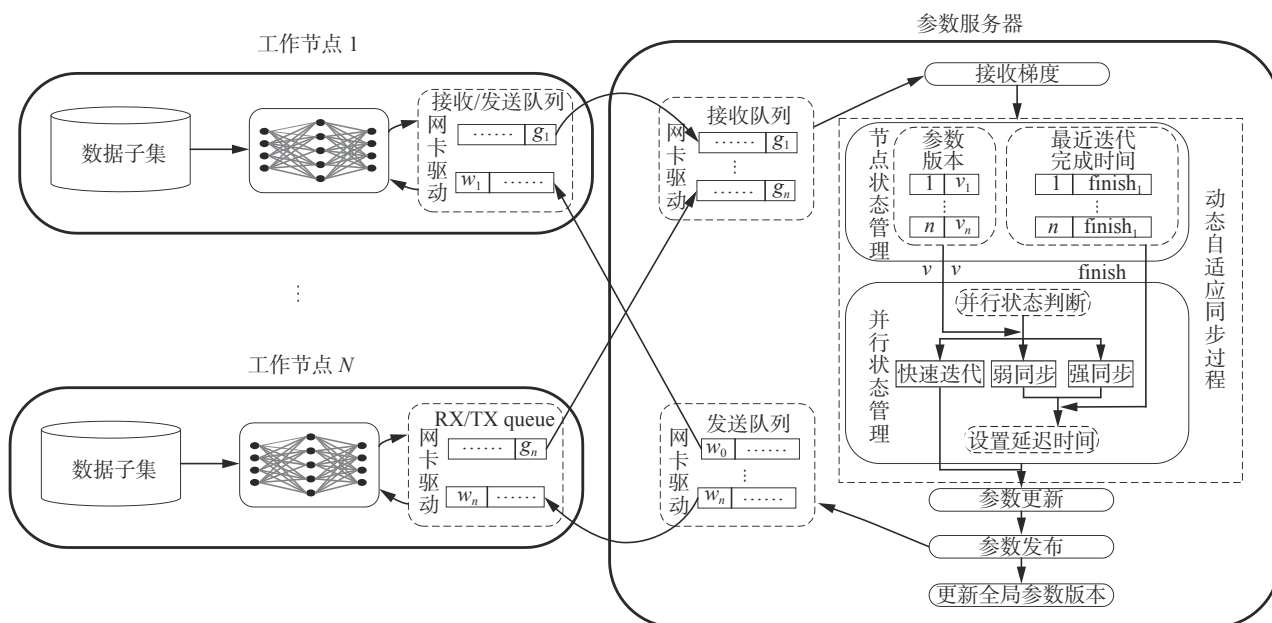 工作节点 1
数据子集
接收/发送队列
网卡驱动
…… g₁
w₁ ……
⋮
工作节点 N
数据子集
RX/TX queue
网卡驱动
…… gₙ
wₙ ……
参数服务器
接收队列
网卡驱动
…… g₁
⋮
…… gₙ
发送队列
网卡驱动
w₀ ……
⋮
wₙ ……
接收梯度
节点状态管理
参数
版本
1 v₁
⋮
n vₙ
最近迭代
完成时间
1 finish₁
⋮
n finish₁
v v
finish
动态自适应同步过程
并行状态管理
并行状态判断
快速迭代
弱同步
强同步
设置延迟时间
参数更新
参数发布
更新全局参数版本